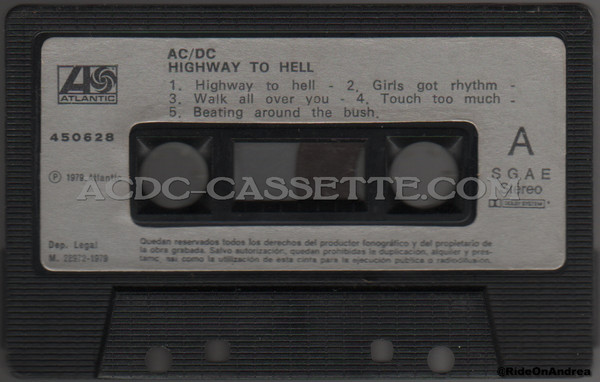 AC/DC
HIGHWAY TO HELL
1. Highway to hell - 2. Girls got rhythm -
3. Walk all over you - 4. Touch too much -
5. Beating around the bush.
ATLANTIC
450628
A
S G A E
Stereo
DOLBY SYSTEM
℗ 1979 Atlantic
ACDC-CASSETTE.COM
Dep. Legal
M. 22972-1979
Quedan reservados todos los derechos del productor fonográfico y del propietario de
la obra grabada. Salvo autorización, quedan prohibidas la duplicación, alquiler y prés-
tamo, así como la utilización de esta cinta para la ejecución pública o radiodifusión.
@RideOnAndrea